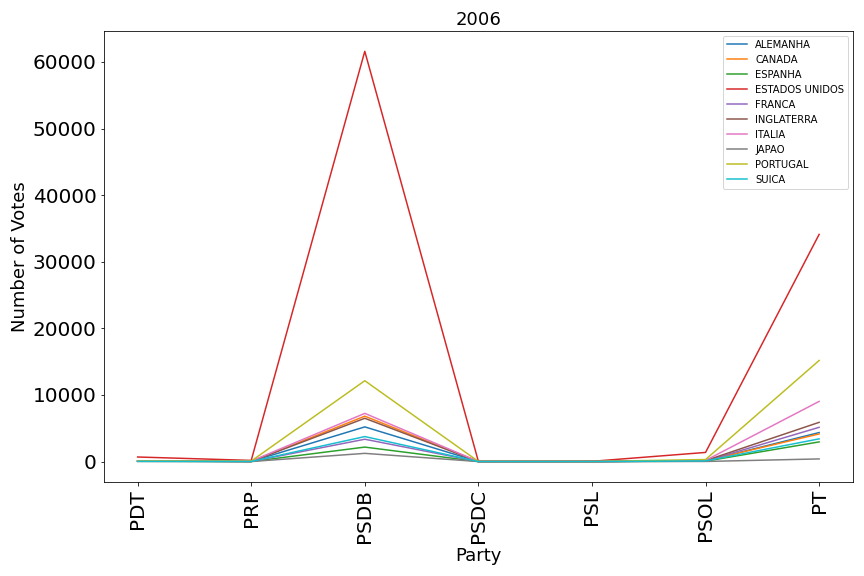 2006
60000
50000
40000
30000
20000
10000
0
Number of Votes
ALEMANHA
CANADA
ESPANHA
ESTADOS UNIDOS
FRANCA
INGLATERRA
ITALIA
JAPAO
PORTUGAL
SUICA
PDT
PRP
PSDB
PSDC
PSL
PSOL
PT
Party